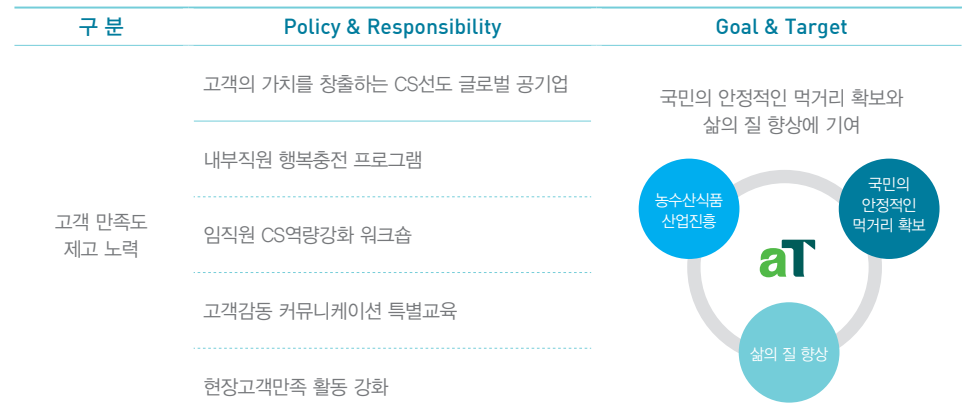 구 분
Policy & Responsibility
Goal & Target
고객 만족도
제고 노력
고객의 가치를 창출하는 CS선도 글로벌 공기업
내부직원 행복충전 프로그램
임직원 CS역량강화 워크숍
고객감동 커뮤니케이션 특별교육
현장고객만족 활동 강화
국민의 안정적인 먹거리 확보와
삶의 질 향상에 기여
농수산식품
산업진흥
국민의
안정적인
먹거리 확보
aT
삶의 질 향상